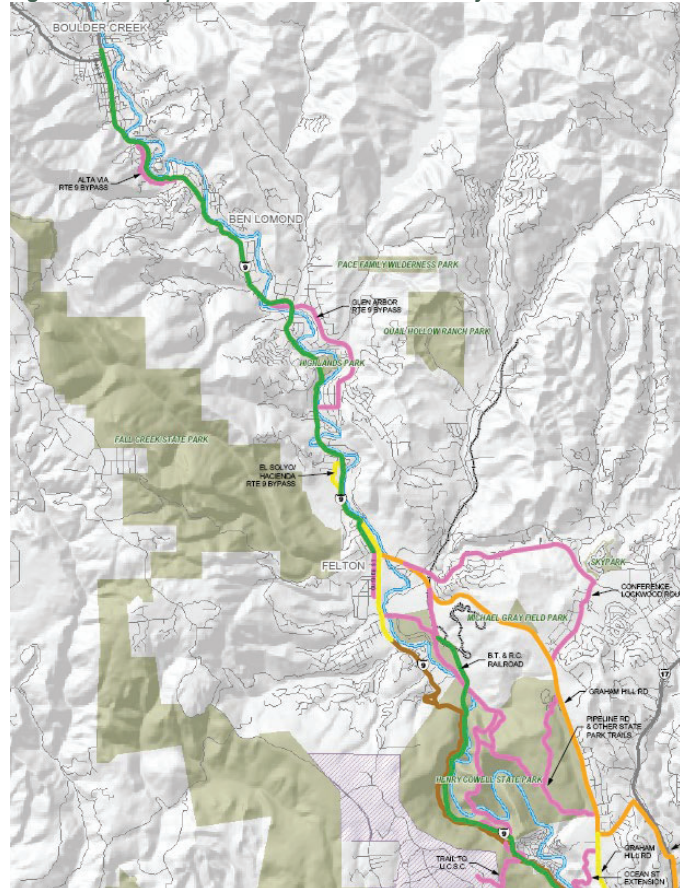 BOULDER CREEK
ALTA VIA
RTE 9 BYPASS
BEN LOMOND
9
PACE FAMILY WILDERNESS PARK
GLEN ARBOR
RTE 9 BYPASS
QUAIL HOLLOW RANCH PARK
HIGHLANDS PARK
FALL CREEK STATE PARK
EL SOLYO/
HACIENDA
RTE 9 BYPASS
9
FELTON
SKYPARK
CONFERENCE-
LOCKWOOD ROU
MICHAEL GRAY FIELD PARK
9
B.T. & R.C.
RAILROAD
17
GRAHAM HILL RD
PIPELINE RD
& OTHER STATE
PARK TRAILS
HENRY COWELL STATE PARK
9
TRAIL TO
U.C.S.C.
GRAHAM
HILL RD
OCEAN ST
EXTENSION